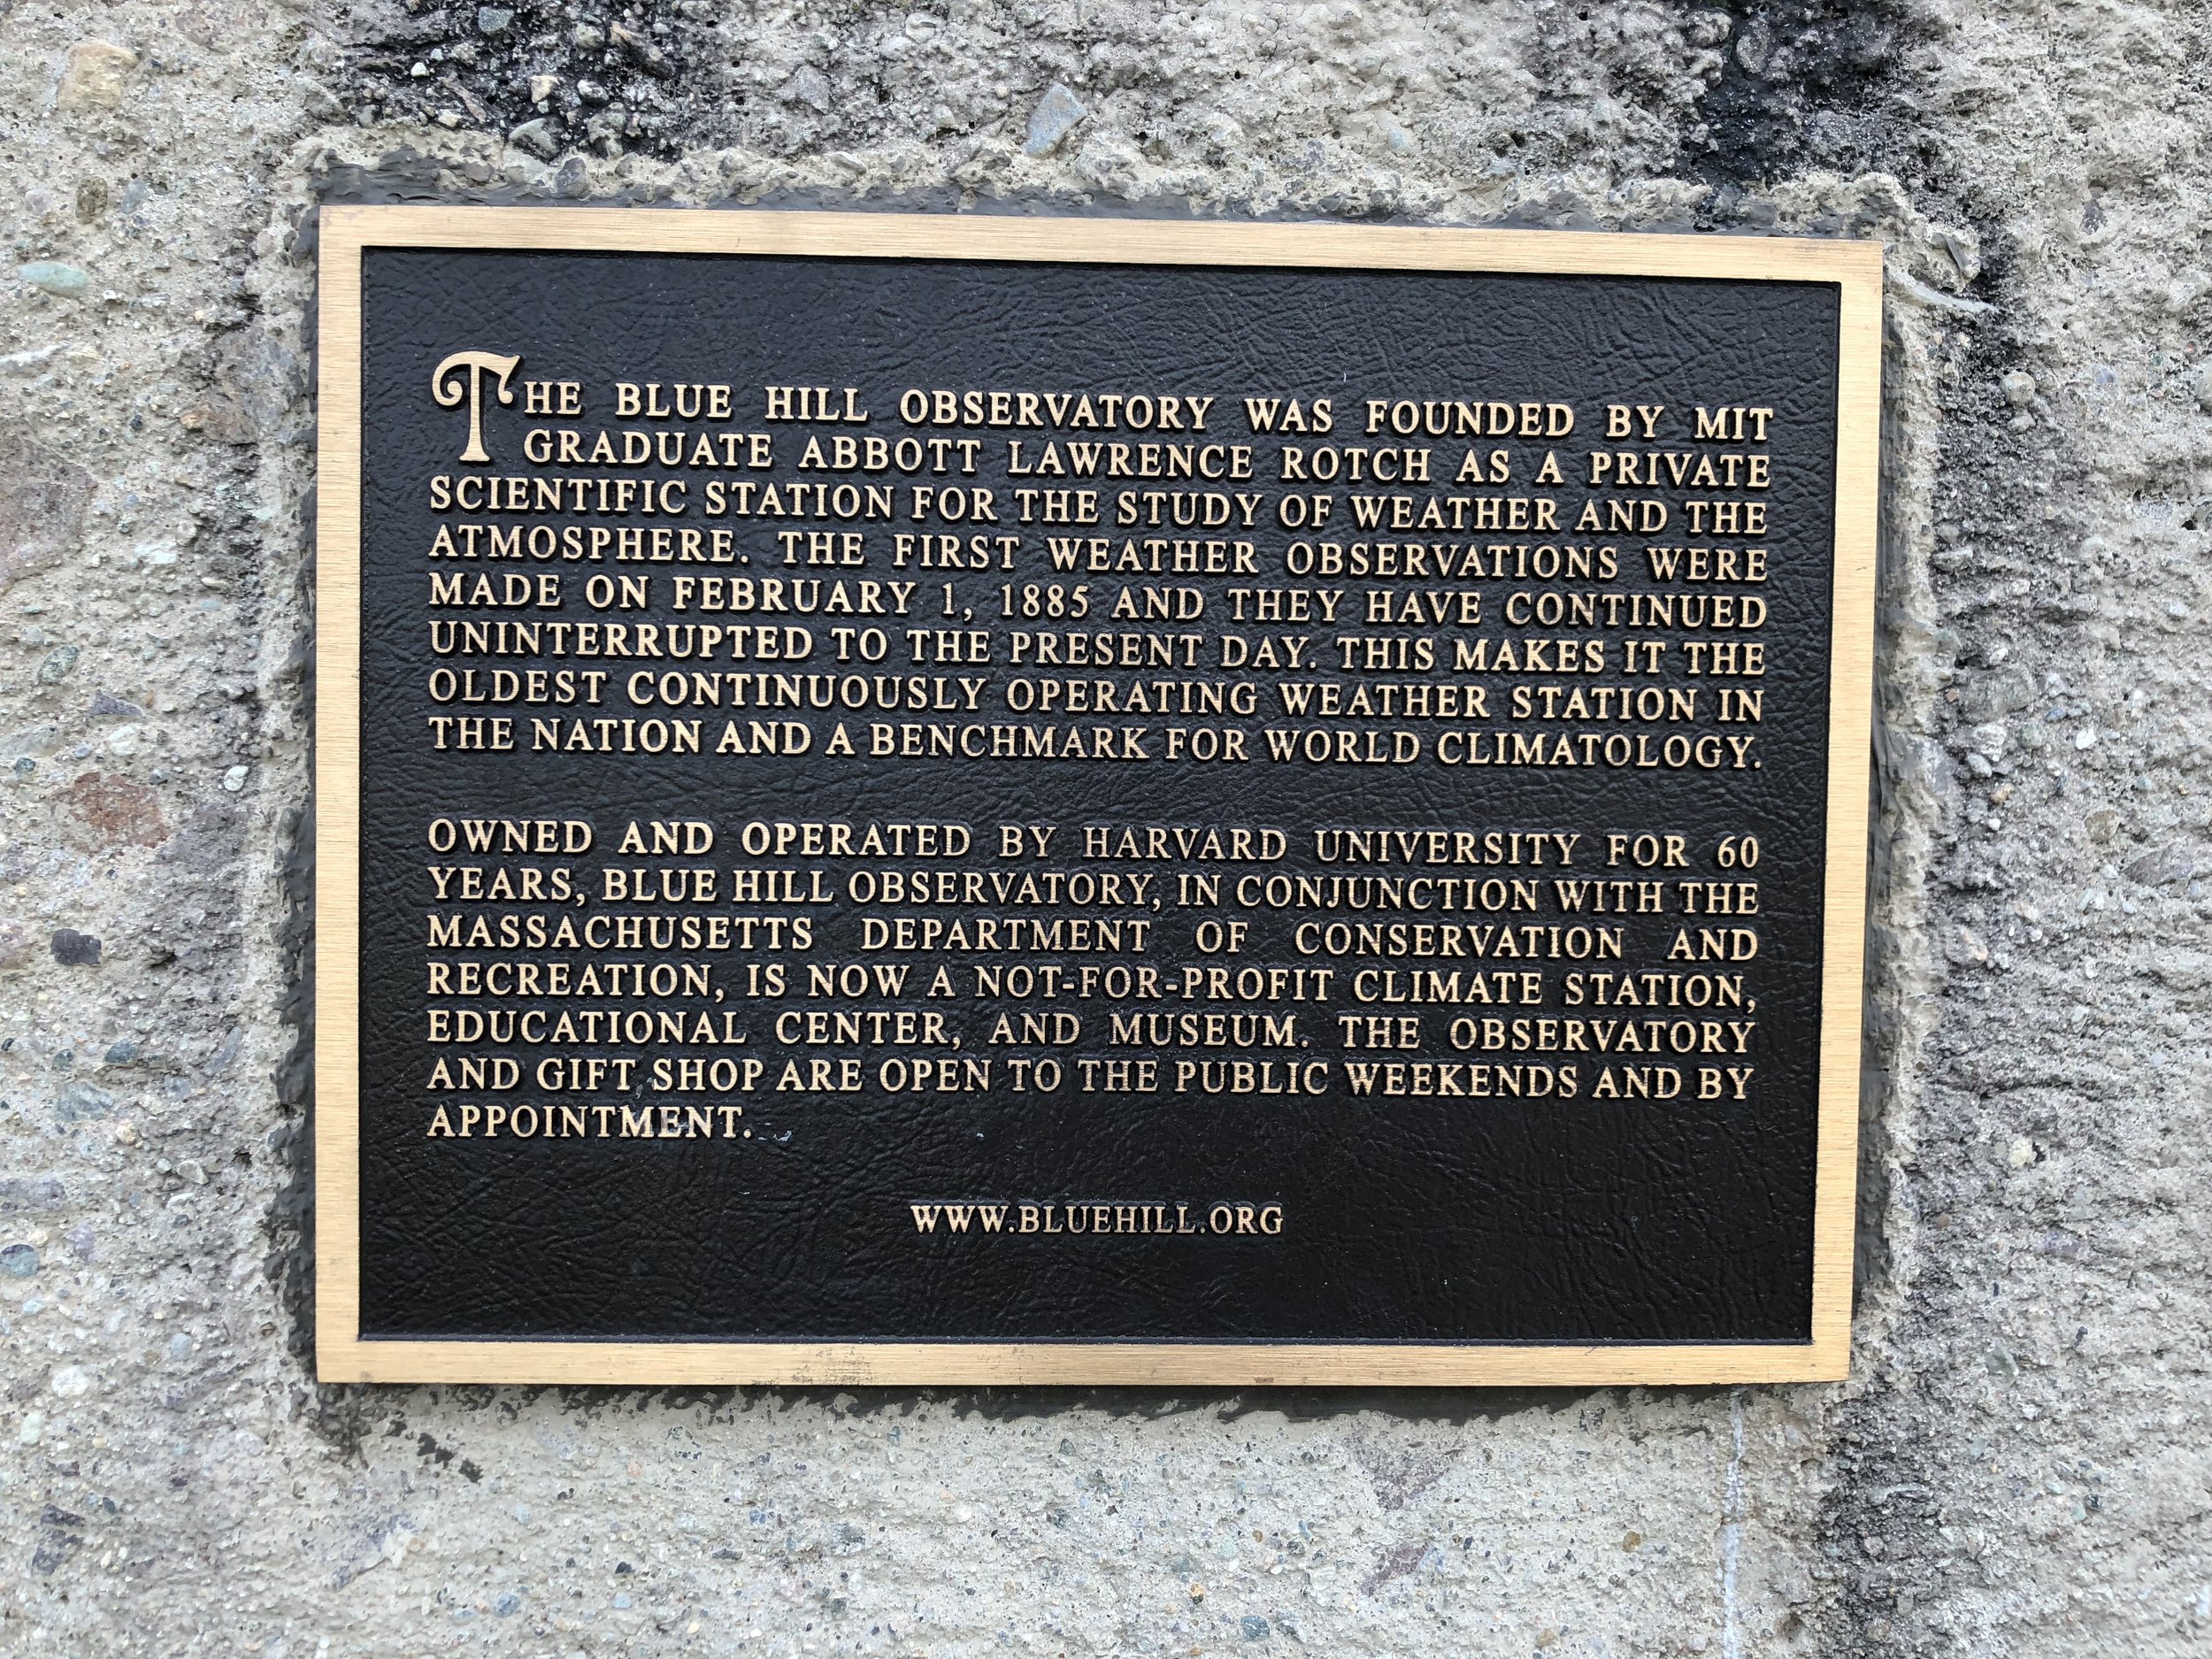 THE BLUE HILL OBSERVATORY WAS FOUNDED BY MIT
GRADUATE ABBOTT LAWRENCE ROTCH AS A PRIVATE
SCIENTIFIC STATION FOR THE STUDY OF WEATHER AND THE
ATMOSPHERE. THE FIRST WEATHER OBSERVATIONS WERE
MADE ON FEBRUARY 1, 1885 AND THEY HAVE CONTINUED
UNINTERRUPTED TO THE PRESENT DAY. THIS MAKES IT THE
OLDEST CONTINUOUSLY OPERATING WEATHER STATION IN
THE NATION AND A BENCHMARK FOR WORLD CLIMATOLOGY.
OWNED AND OPERATED BY HARVARD UNIVERSITY FOR 60
YEARS, BLUE HILL OBSERVATORY, IN CONJUNCTION WITH THE
MASSACHUSETTS DEPARTMENT OF CONSERVATION AND
RECREATION, IS NOW A NOT-FOR-PROFIT CLIMATE STATION,
EDUCATIONAL CENTER, AND MUSEUM. THE OBSERVATORY
AND GIFT SHOP ARE OPEN TO THE PUBLIC WEEKENDS AND BY
APPOINTMENT.
WWW.BLUEHILL.ORG